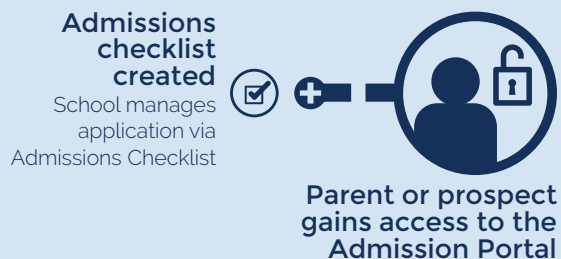 Admissions
checklist
created
School manages
application via
Admissions Checklist
Parent or prospect
gains access to the
Admission Portal